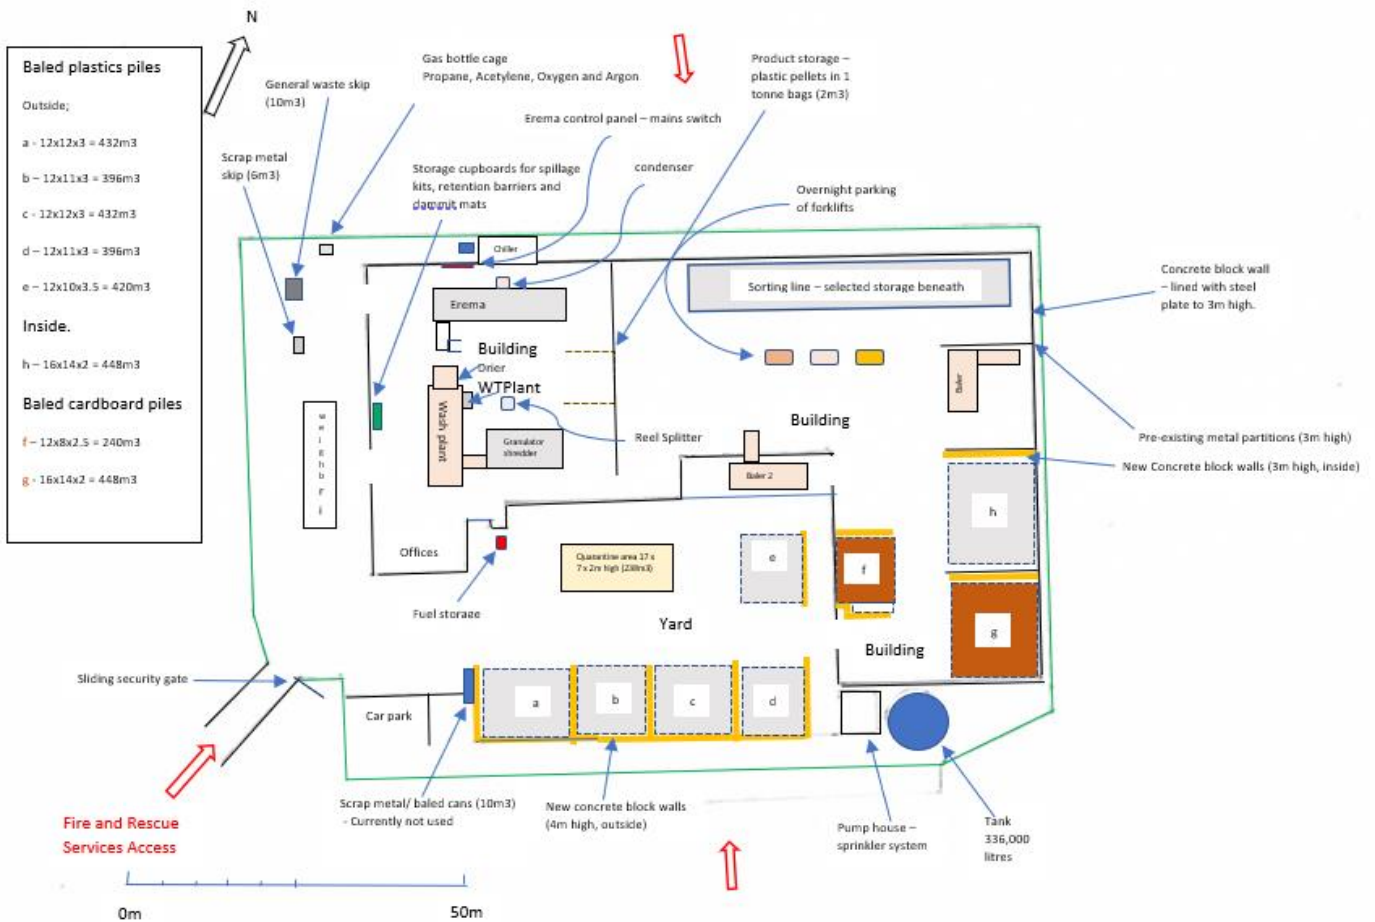 N
Baled plastics piles
Outside;
a - 12x12x3 = 432m3
b – 12x11x3 = 396m3
c - 12x12x3 = 432m3
d – 12x11x3 = 396m3
e – 12x10x3.5 = 420m3
Inside.
h – 16x14x2 = 448m3
Baled cardboard piles
f – 12x8x2.5 = 240m3
g - 16x14x2 = 448m3
General waste skip
(10m3)
Scrap metal
skip (6m3)
Gas bottle cage
Propane, Acetylene, Oxygen and Argon
Erema control panel – mains switch
Storage cupboards for spillage
kits, retention barriers and
dammit mats
condenser
Product storage –
plastic pellets in 1
tonne bags (2m3)
Overnight parking
of forklifts
Chiller
Erema
Sorting line – selected storage beneath
Concrete block wall
– lined with steel
plate to 3m high.
Building
Drier
WTPlant
Wash plant
Granulator
shredder
Reel Splitter
Building
Baler
Baler 2
Pre-existing metal partitions (3m high)
New Concrete block walls (3m high, inside)
w
e
i
g
h
b
r
i
Offices
Fuel storage
Quarantine area 17 x
7 x 2m high (238m3)
e
f
h
g
Yard
Building
Sliding security gate
Car park
a
b
c
d
Fire and Rescue
Services Access
Scrap metal/ baled cans (10m3)
- Currently not used
New concrete block walls
(4m high, outside)
Pump house –
sprinkler system
Tank
336,000
litres
0m
50m